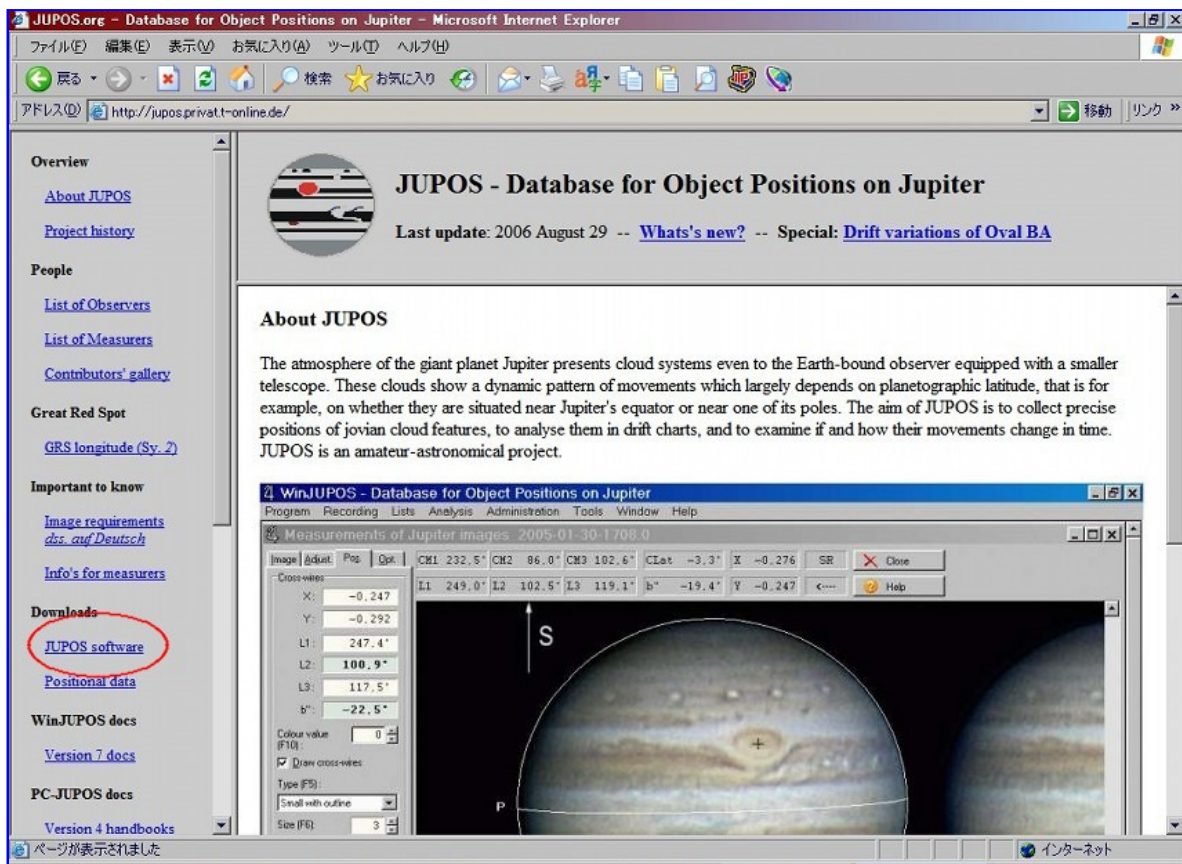 JUPOS.org - Database for Object Positions on Jupiter - Microsoft Internet Explorer
ファイル(F) 編集(E) 表示(V) お気に入り(A) ツール(T) ヘルプ(H)
戻る 検索 お気に入り
アドレス(D) http://jupos.privat.t-online.de/ 移動 リンク »
Overview
About JUPOS
Project history
People
List of Observers
List of Measurers
Contributors' gallery
Great Red Spot
GRS longitude (Sy. 2)
Important to know
Image requirements
dss. auf Deutsch
Info's for measurers
Downloads
JUPOS software
Positional data
WinJUPOS docs
Version 7 docs
PC-JUPOS docs
Version 4 handbooks
JUPOS - Database for Object Positions on Jupiter
Last update: 2006 August 29 -- Whats's new? -- Special: Drift variations of Oval BA
About JUPOS
The atmosphere of the giant planet Jupiter presents cloud systems even to the Earth-bound observer equipped with a smaller
telescope. These clouds show a dynamic pattern of movements which largely depends on planetographic latitude, that is for
example, on whether they are situated near Jupiter's equator or near one of its poles. The aim of JUPOS is to collect precise
positions of jovian cloud features, to analyse them in drift charts, and to examine if and how their movements change in time.
JUPOS is an amateur-astronomical project.
WinJUPOS - Database for Object Positions on Jupiter
Program Recording Lists Analysis Administration Tools Window Help
Measurements of Jupiter images 2005-01-30-1708.0
Image Adjust. Pos. Opt.
CM1 232.5° CM2 86.0° CM3 102.6° CLat -3.3° X -0.276 SR Close
L1 249.0° L2 102.5° L3 119.1° b" -19.4° Y -0.247 <---- Help
Cross-wires
X: -0.247
Y: -0.292
L1: 247.4°
L2: 100.9°
L3: 117.5°
b": -22.5°
Colour value
(F10): 0
Draw cross-wires
Type (F5):
Small with outline
Size (F6): 3
S
P
ページが表示されました インターネット